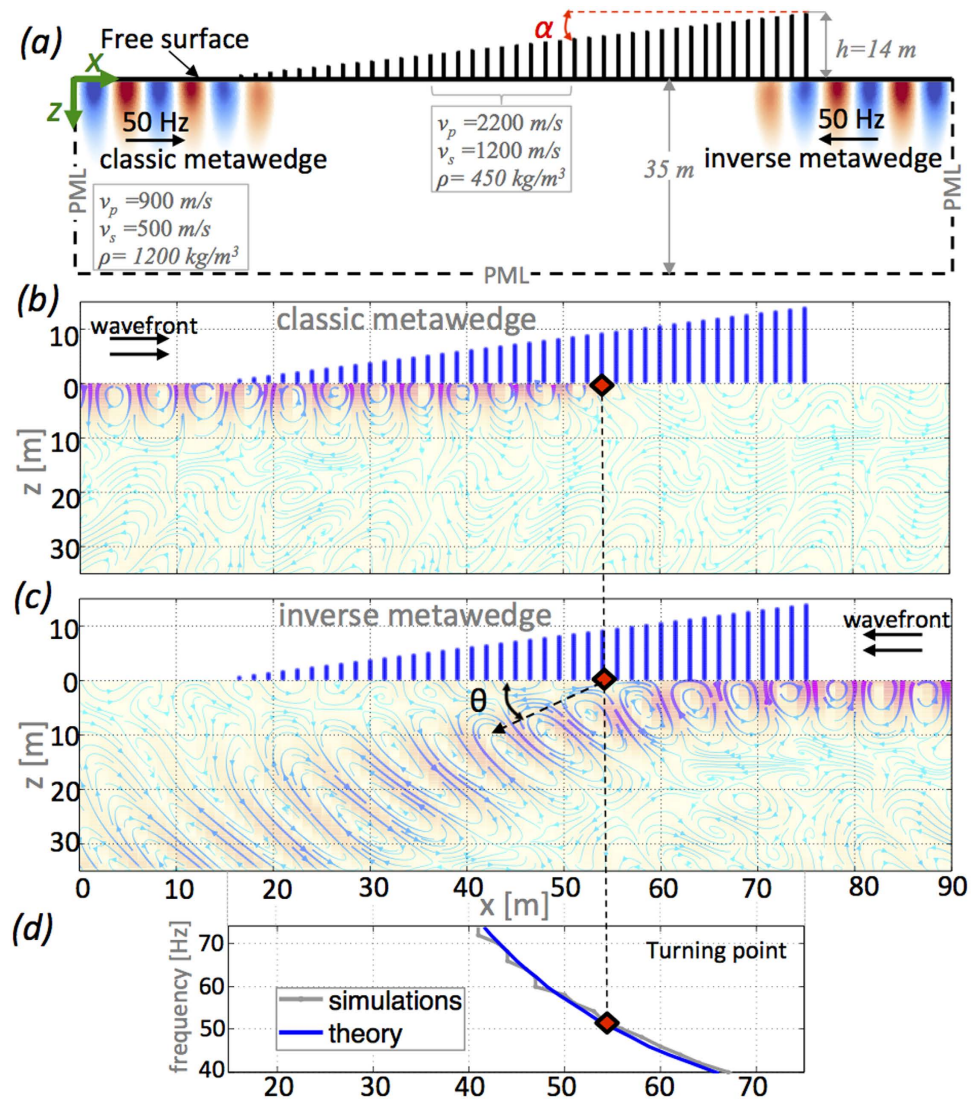 (a)
Free surface
α
h=14 m
X
Z
50 Hz
classic metawedge
v_p =2200 m/s
v_s =1200 m/s
ρ= 450 kg/m³
50 Hz
inverse metawedge
35 m
PML
PML
v_p =900 m/s
v_s =500 m/s
ρ= 1200 kg/m³
PML
(b)
wavefront
classic metawedge
10
0
10
20
30
z [m]
(c)
inverse metawedge
wavefront
θ
10
0
10
20
30
z [m]
0 10 20 30 40 50 60 70 80 90
x [m]
(d)
Turning point
frequency [Hz]
70
60
50
40
simulations
theory
20 30 40 50 60 70